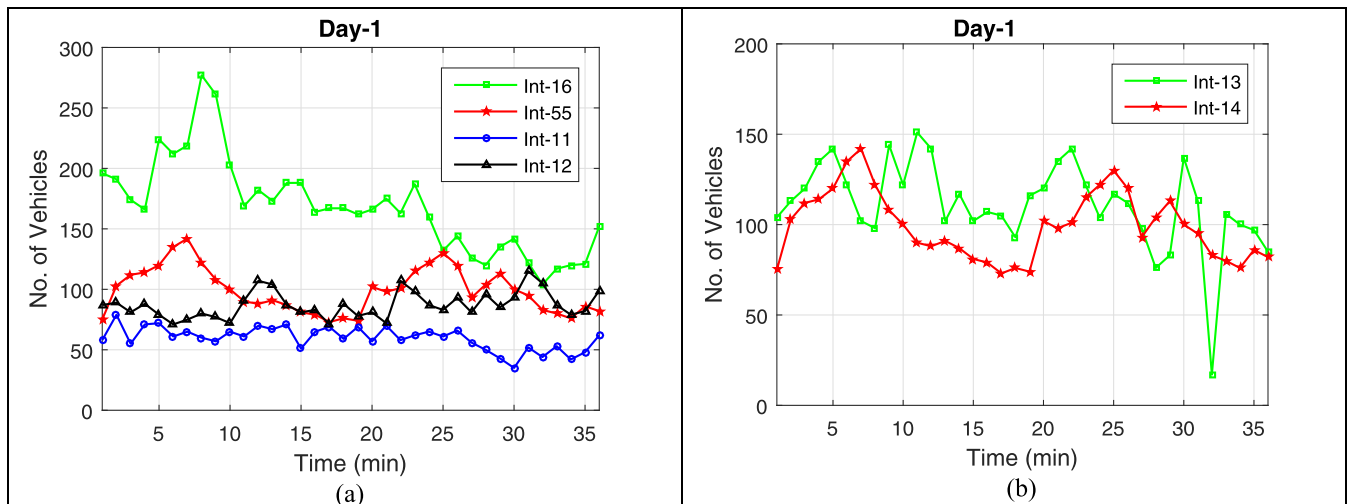 Day-1
300
250
200
150
100
50
0
No. of Vehicles
Int-16
Int-55
Int-11
Int-12
5 10 15 20 25 30 35
Time (min)
(a)
Day-1
200
150
100
50
0
No. of Vehicles
Int-13
Int-14
5 10 15 20 25 30 35
Time (min)
(b)